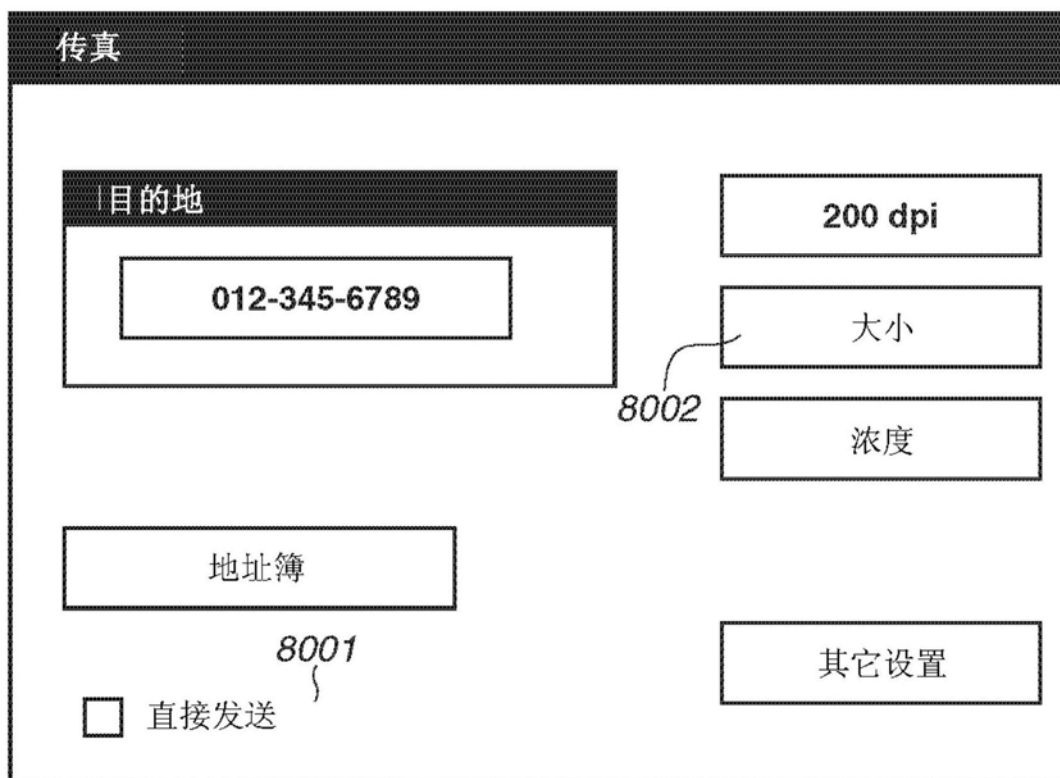 传真
目的地
012-345-6789
200 dpi
大小
8002
浓度
地址簿
8001
直接发送
其它设置